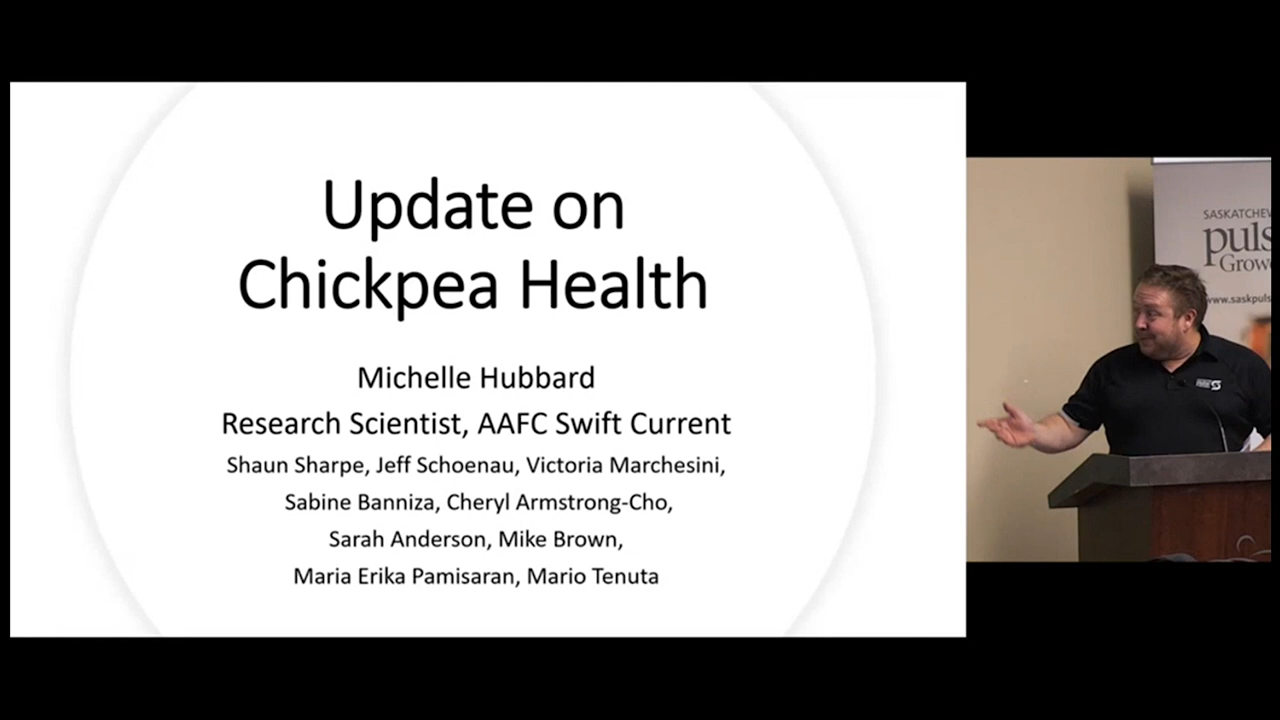 Update on
Chickpea Health
Michelle Hubbard
Research Scientist, AAFC Swift Current
Shaun Sharpe, Jeff Schoenau, Victoria Marchesini,
Sabine Banniza, Cheryl Armstrong-Cho,
Sarah Anderson, Mike Brown,
Maria Erika Pamisaran, Mario Tenuta
SASKATCHEW
puls
Growe
www.saskpuls